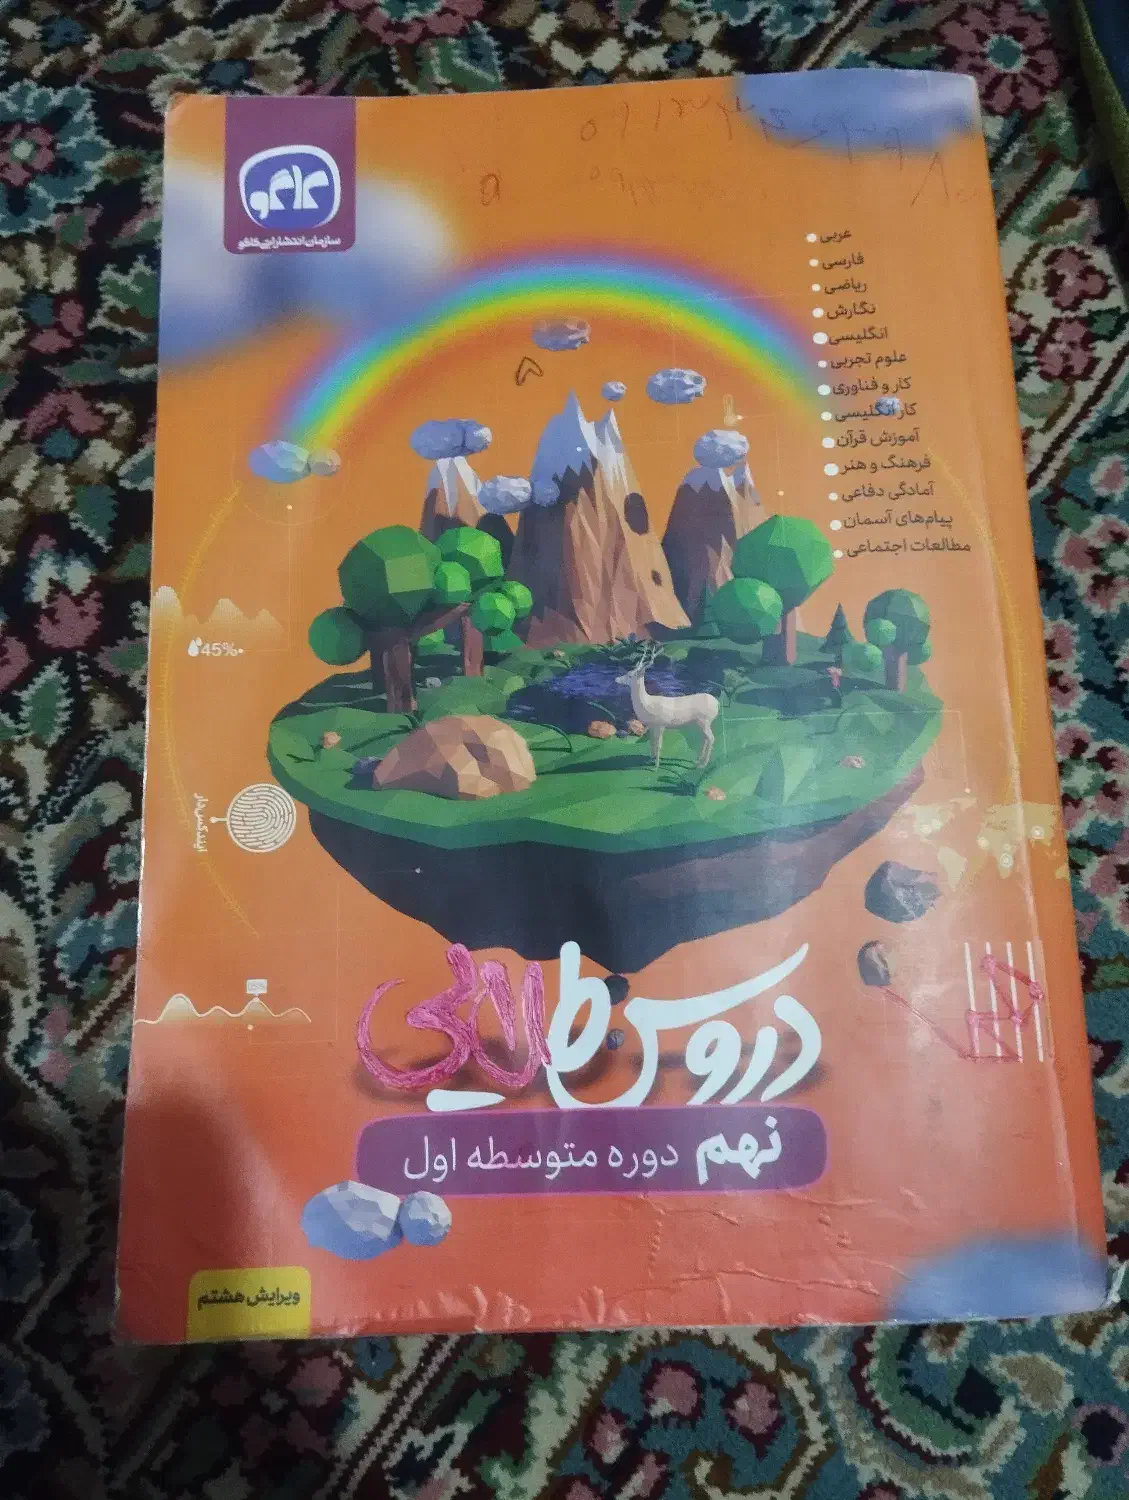 کاگو
سازمان انتشاراتی کاگو
عربی
فارسی
ریاضی
نگارش
انگلیسی
علوم تجربی
کار و فناوری
کار انگلیسی
آموزش قرآن
فرهنگ و هنر
آمادگی دفاعی
پیام‌های آسمان
مطالعات اجتماعی
45%
دروس طلایی
نهم دوره متوسطه اول
ویرایش هشتم